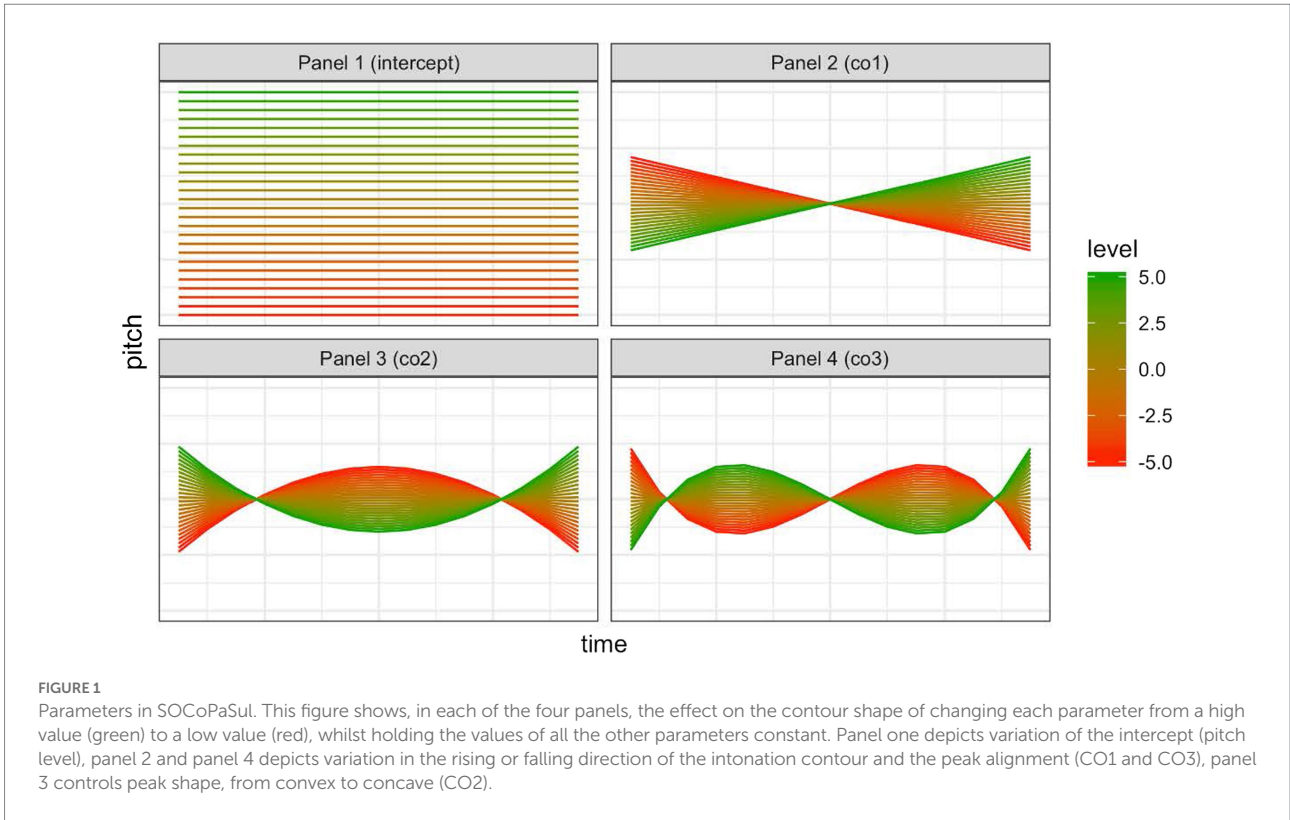 Panel 1 (intercept)
Panel 2 (co1)
pitch
Panel 3 (co2)
Panel 4 (co3)
time
level
5.0
2.5
0.0
-2.5
-5.0
FIGURE 1
Parameters in SOCoPaSul. This figure shows, in each of the four panels, the effect on the contour shape of changing each parameter from a high
value (green) to a low value (red), whilst holding the values of all the other parameters constant. Panel one depicts variation of the intercept (pitch
level), panel 2 and panel 4 depicts variation in the rising or falling direction of the intonation contour and the peak alignment (CO1 and CO3), panel
3 controls peak shape, from convex to concave (CO2).